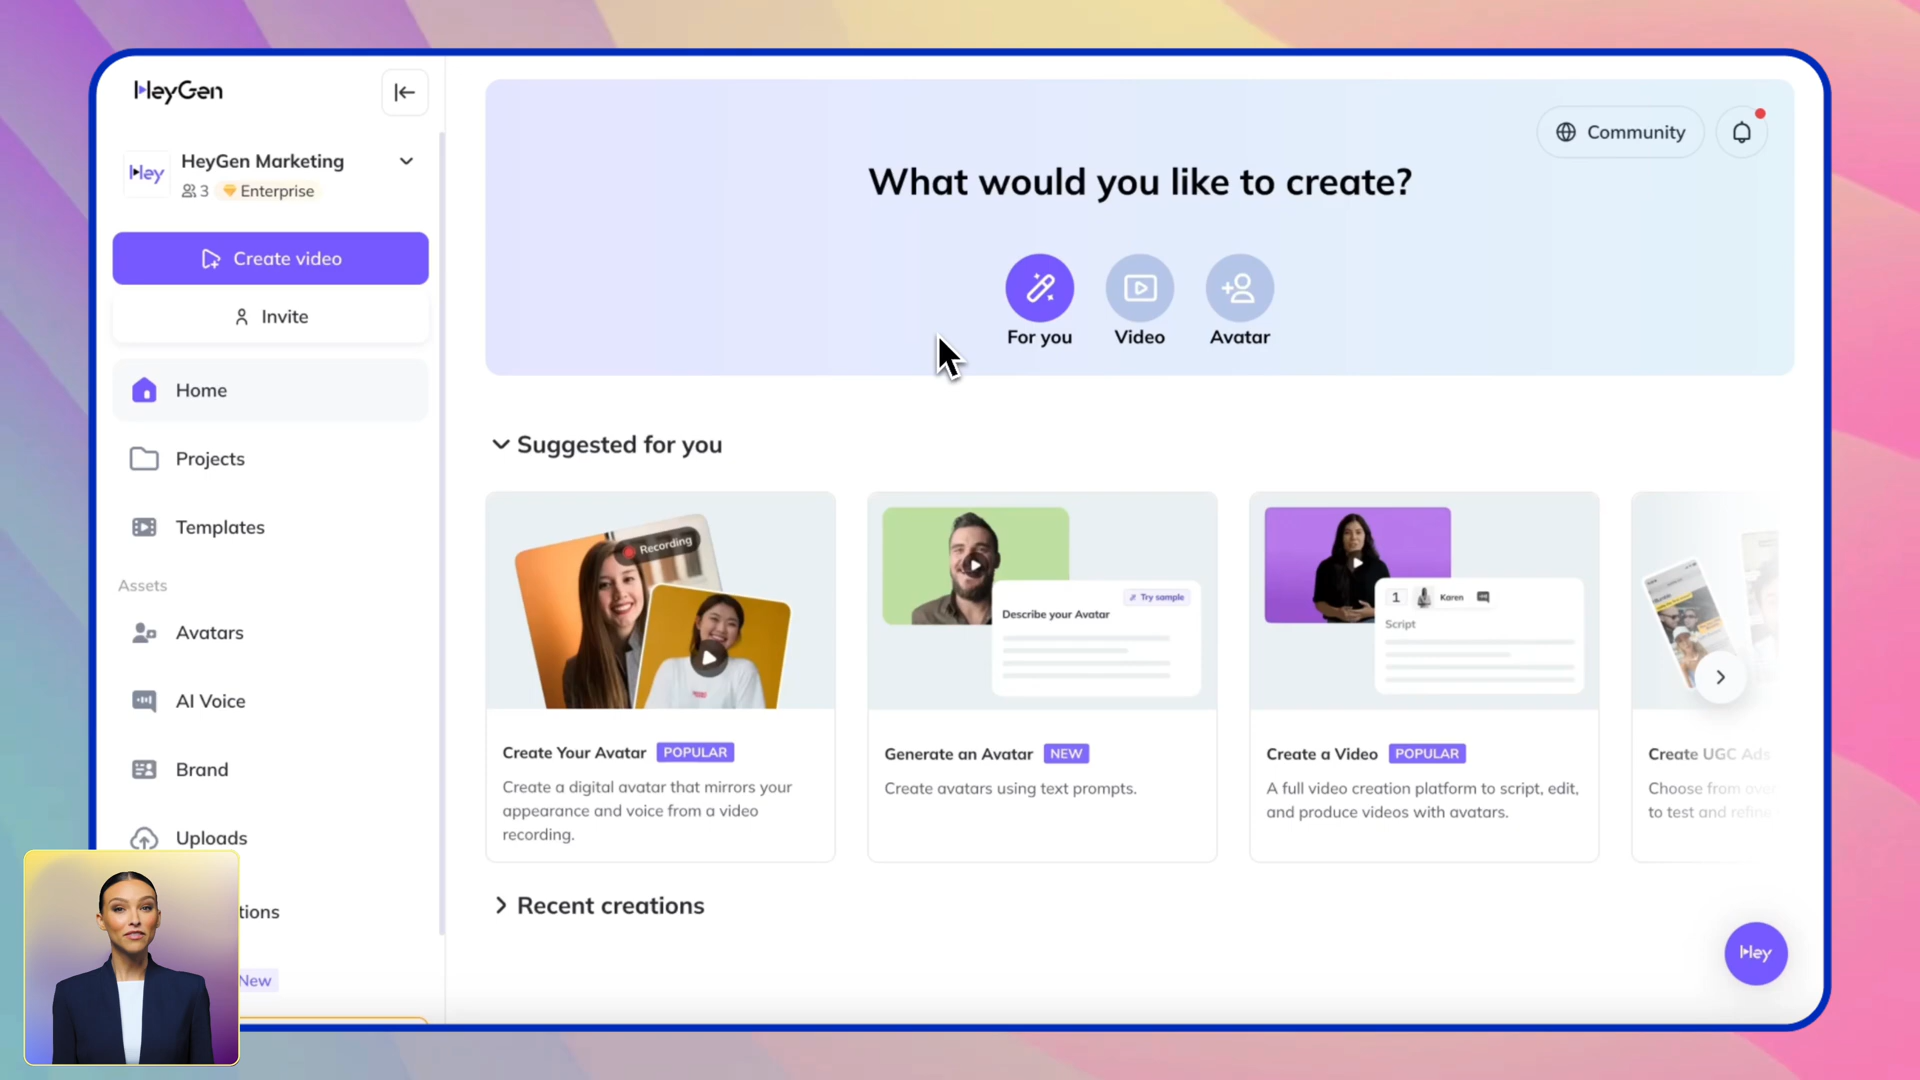 HeyGen
Hey
HeyGen Marketing
3 Enterprise
Create video
Invite
Home
Projects
Templates
Assets
Avatars
AI Voice
Brand
Uploads
tions
New
Community
What would you like to create?
For you
Video
Avatar
Suggested for you
Recording
Create Your Avatar POPULAR
Create a digital avatar that mirrors your
appearance and voice from a video
recording.
Try sample
Describe your Avatar
Generate an Avatar NEW
Create avatars using text prompts.
1 Karen
Script
Create a Video POPULAR
A full video creation platform to script, edit,
and produce videos with avatars.
Create UGC Ads
Choose from
to test and refine
Recent creations
Hey